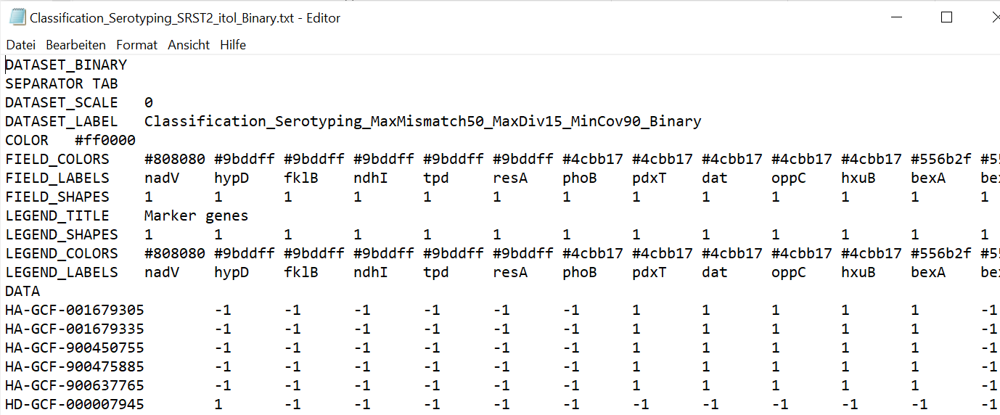 Classification_Serotyping_SRST2_itol_Binary.txt - Editor
Datei Bearbeiten Format Ansicht Hilfe
DATASET_BINARY
SEPARATOR TAB
DATASET_SCALE 0
DATASET_LABEL Classification_Serotyping_MaxMismatch50_MaxDiv15_MinCov90_Binary
COLOR #ff0000
FIELD_COLORS #808080 #9bddff #9bddff #9bddff #9bddff #9bddff #4cbb17 #4cbb17 #4cbb17 #4cbb17 #4cbb17 #556b2f #55
FIELD_LABELS nadV hypD fklB ndhI tpd resA phoB pdxT dat oppC hxuB bexA bex
FIELD_SHAPES 1 1 1 1 1 1 1 1 1 1 1 1 1
LEGEND_TITLE Marker genes
LEGEND_SHAPES 1 1 1 1 1 1 1 1 1 1 1 1 1
LEGEND_COLORS #808080 #9bddff #9bddff #9bddff #9bddff #9bddff #4cbb17 #4cbb17 #4cbb17 #4cbb17 #4cbb17 #556b2f #55
LEGEND_LABELS nadV hypD fklB ndhI tpd resA phoB pdxT dat oppC hxuB bexA bex
DATA
HA-GCF-001679305 -1 -1 -1 -1 -1 -1 1 1 1 1 1 -1
HA-GCF-001679335 -1 -1 -1 -1 -1 -1 1 1 1 1 1 -1
HA-GCF-900450755 -1 -1 -1 -1 -1 -1 1 1 1 1 1 -1
HA-GCF-900475885 -1 -1 -1 -1 -1 -1 1 1 1 1 1 -1
HA-GCF-900637765 -1 -1 -1 -1 -1 -1 1 1 1 1 1 -1
HD-GCF-000007945 1 -1 -1 -1 -1 -1 -1 -1 -1 -1 -1 -1